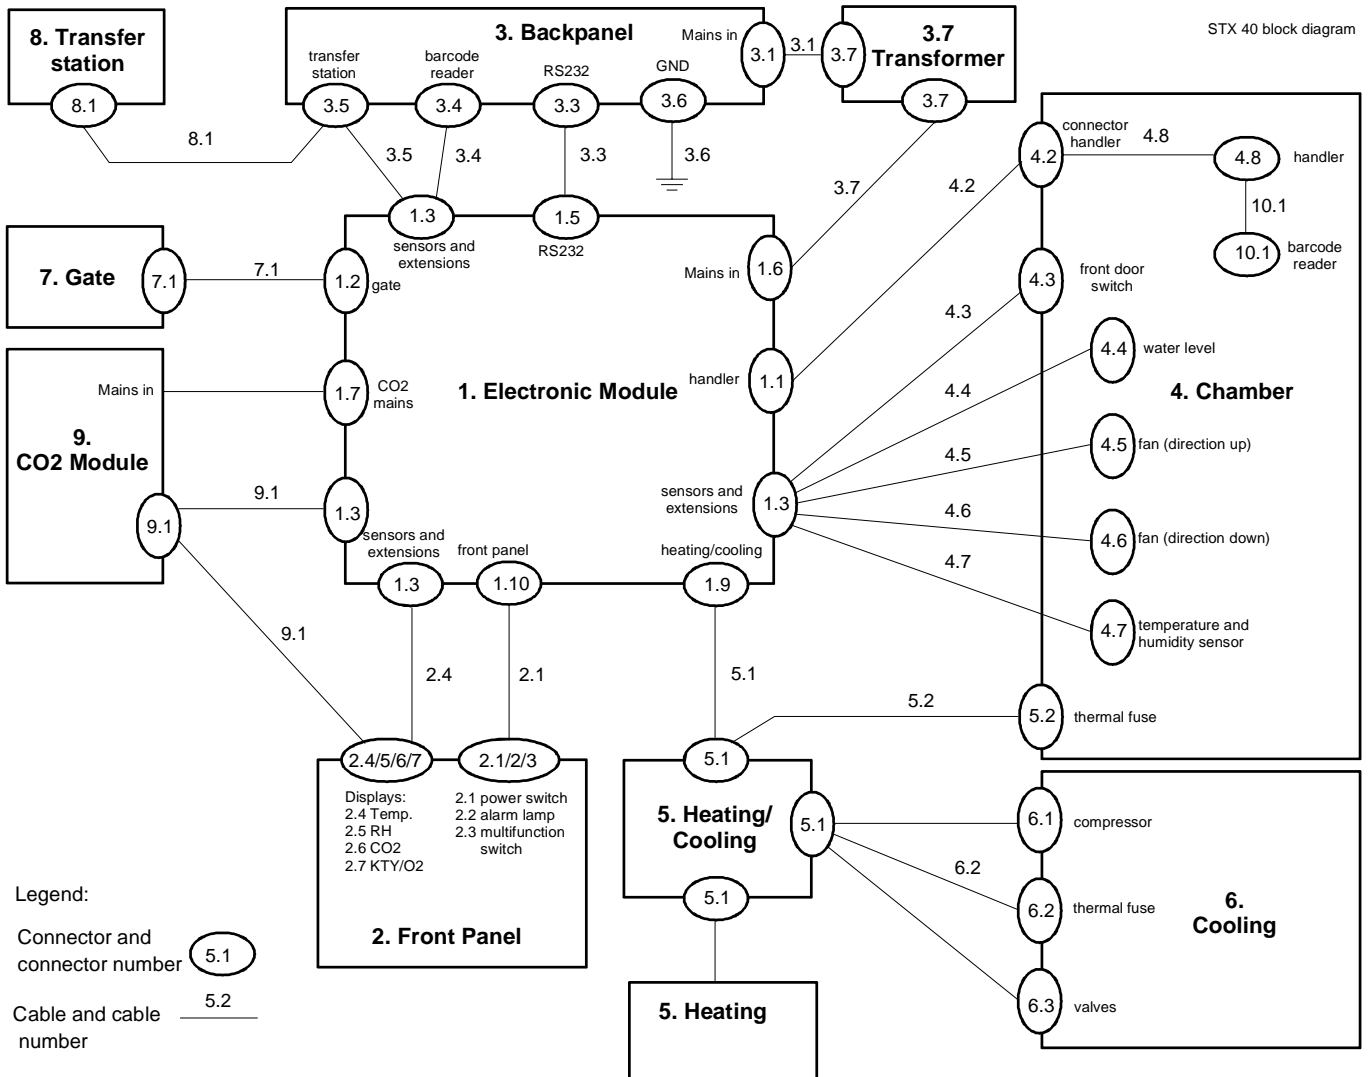 STX 40 block diagram
8. Transfer
station
8.1
8.1
3. Backpanel
Mains in
3.1
3.1
transfer
station
3.5
barcode
reader
3.4
RS232
3.3
GND
3.6
3.5
3.4
3.3
3.6
3.7
3.7
Transformer
3.7
3.7
7. Gate
7.1
7.1
1.2
gate
1.3
sensors and
extensions
1.5
RS232
Mains in
1.6
handler
1.1
1. Electronic Module
1.7
CO2
mains
Mains in
9.
CO2 Module
9.1
9.1
1.3
sensors and
extensions
1.3
front panel
1.10
heating/cooling
1.9
sensors and
extensions
1.3
4.2
4.3
4.4
4.5
4.6
4.7
4.2
connector
handler
4.8
4.8
handler
10.1
10.1
barcode
reader
4.3
front door
switch
4.4
water level
4. Chamber
4.5
fan (direction up)
4.6
fan (direction down)
4.7
temperature and
humidity sensor
5.2
5.2
thermal fuse
9.1
2.4
2.1
5.1
2.4/5/6/7
2.1/2/3
Displays:
2.4 Temp.
2.5 RH
2.6 CO2
2.7 KTY/O2
2.1 power switch
2.2 alarm lamp
2.3 multifunction
switch
2. Front Panel
5.1
5. Heating/
Cooling
5.1
5.1
5. Heating
6.1
compressor
6.2
6.2
thermal fuse
6.3
valves
6.
Cooling
Legend:
Connector and
connector number
5.1
Cable and cable
number
5.2